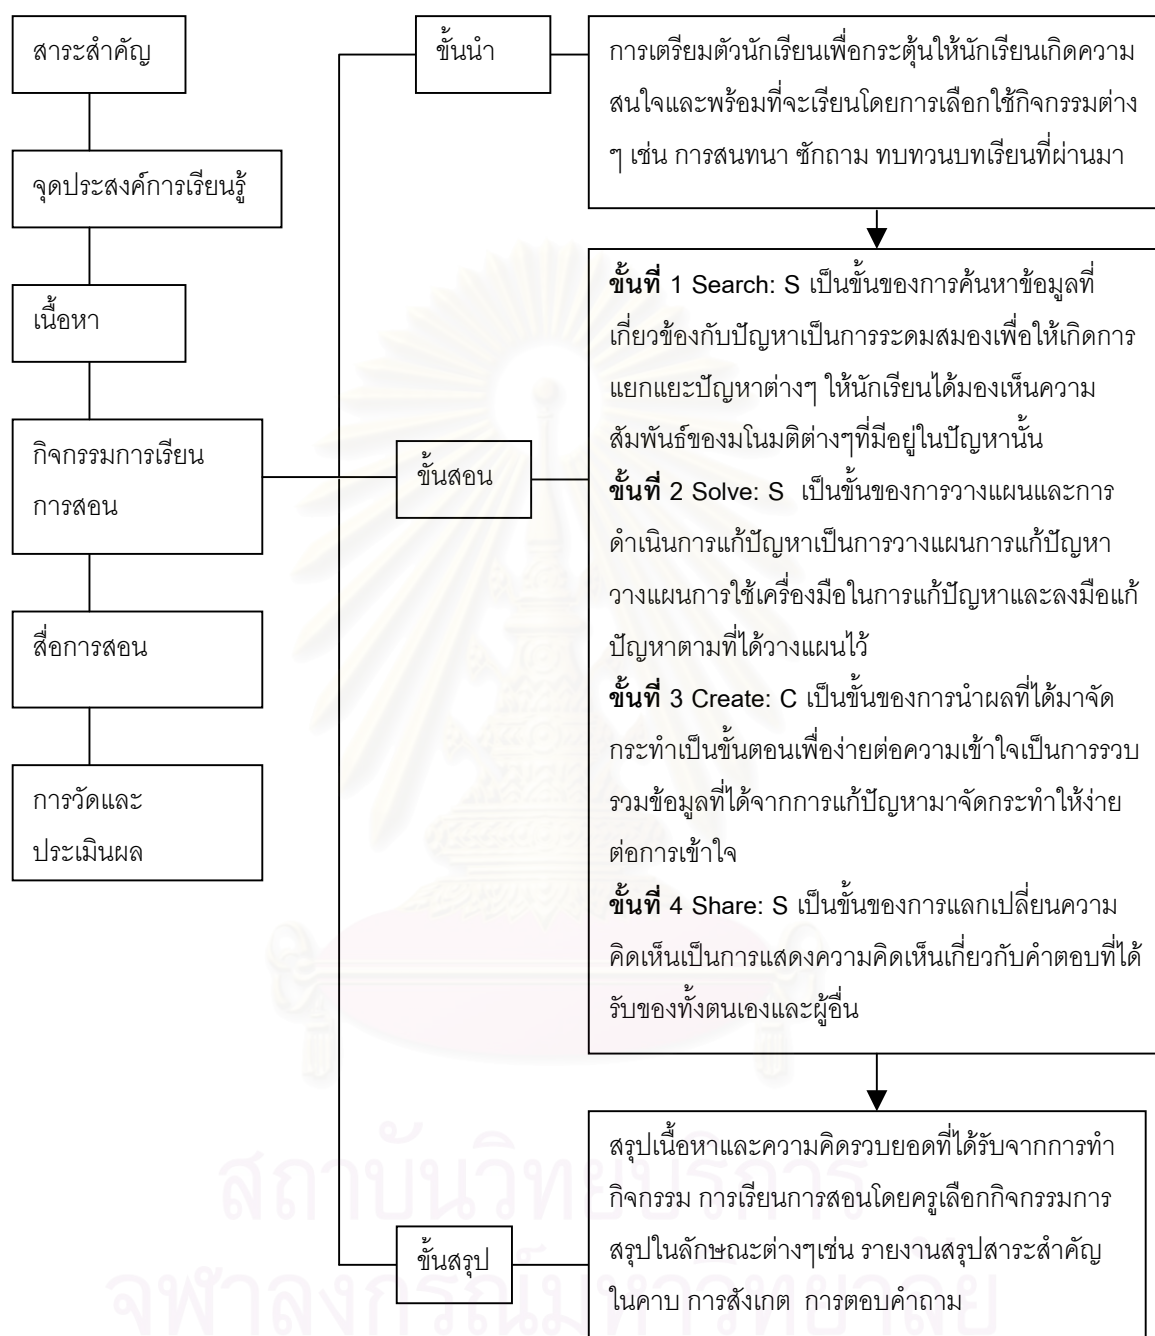 สาระสำคัญ
จุดประสงค์การเรียนรู้
เนื้อหา
กิจกรรมการเรียน
การสอน
สื่อการสอน
การวัดและ
ประเมินผล
ขั้นนำ
การเตรียมตัวนักเรียนเพื่อกระตุ้นให้นักเรียนเกิดความ
สนใจและพร้อมที่จะเรียนโดยการเลือกใช้กิจกรรมต่าง
ๆ เช่น การสนทนา ซักถาม ทบทวนบทเรียนที่ผ่านมา
ขั้นสอน
ขั้นที่ 1 Search: S เป็นขั้นของการค้นหาข้อมูลที่
เกี่ยวข้องกับปัญหาเป็นการระดมสมองเพื่อให้เกิดการ
แยกแยะปัญหาต่างๆ ให้นักเรียนได้มองเห็นความ
สัมพันธ์ของมโนมติต่างๆที่มีอยู่ในปัญหานั้น
ขั้นที่ 2 Solve: S เป็นขั้นของการวางแผนและการ
ดำเนินการแก้ปัญหาเป็นการวางแผนการแก้ปัญหา
วางแผนการใช้เครื่องมือในการแก้ปัญหาและลงมือแก้
ปัญหาตามที่ได้วางแผนไว้
ขั้นที่ 3 Create: C เป็นขั้นของการนำผลที่ได้มาจัด
กระทำเป็นขั้นตอนเพื่อง่ายต่อความเข้าใจเป็นการรวบ
รวมข้อมูลที่ได้จากการแก้ปัญหามาจัดกระทำให้ง่าย
ต่อการเข้าใจ
ขั้นที่ 4 Share: S เป็นขั้นของการแลกเปลี่ยนความ
คิดเห็นเป็นการแสดงความคิดเห็นเกี่ยวกับคำตอบที่ได้
รับของทั้งตนเองและผู้อื่น
ขั้นสรุป
สรุปเนื้อหาและความคิดรวบยอดที่ได้รับจากการทำ
กิจกรรม การเรียนการสอนโดยครูเลือกกิจกรรมการ
สรุปในลักษณะต่างๆเช่น รายงานสรุปสาระสำคัญ
ในคาบ การสังเกต การตอบคำถาม
สถาบันวิทยบริการ
จุฬาลงกรณ์มหาวิทยาลัย